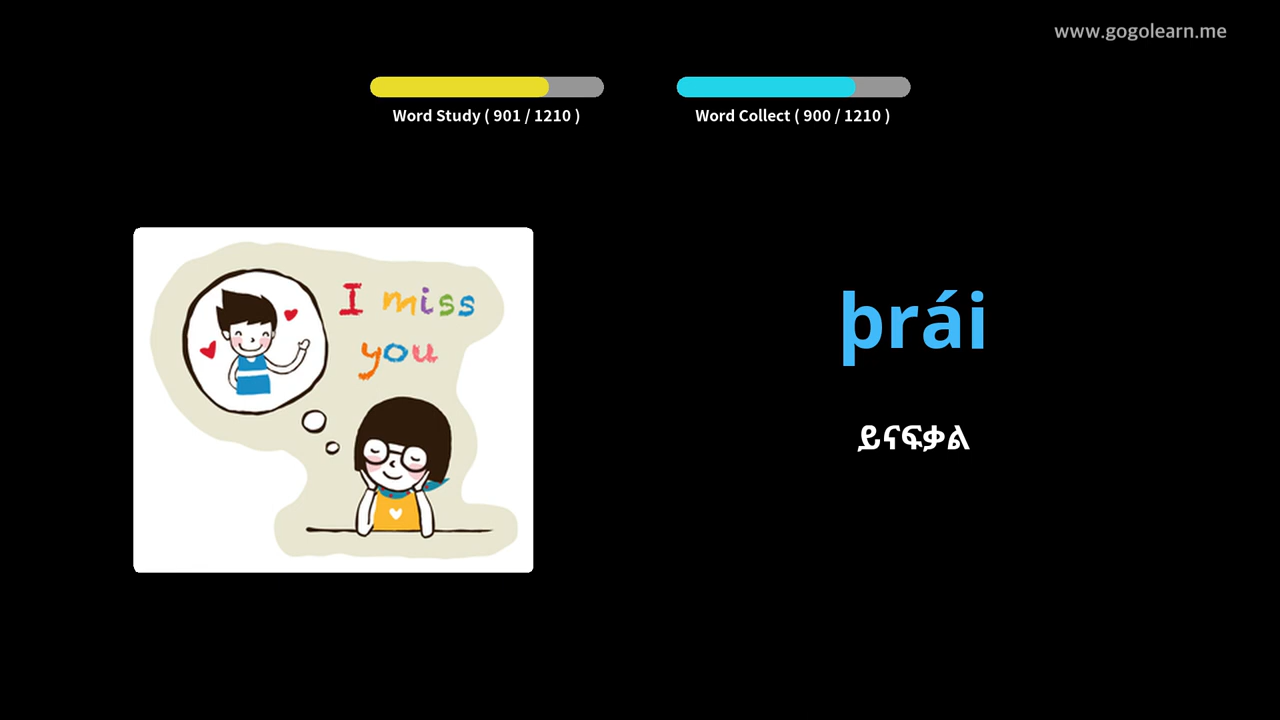 www.gogolearn.me
Word Study ( 901 / 1210 )
Word Collect ( 900 / 1210 )
I miss
you
þrái
ይናፍቃል